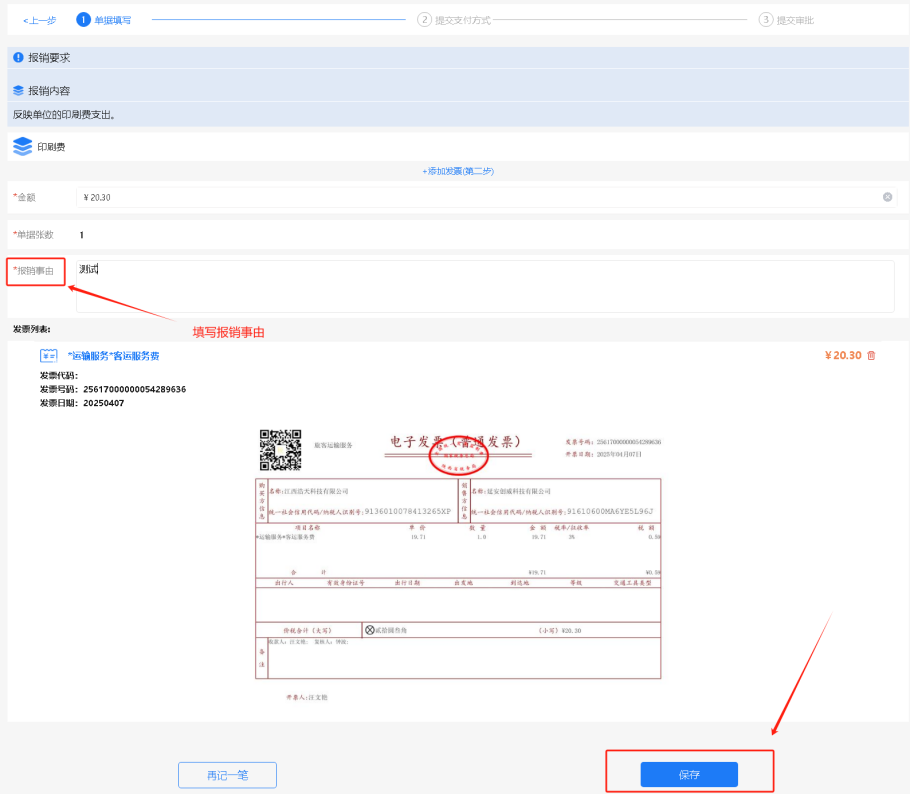 <上一步 1 单据填写 2 提交支付方式 3 提交审批
报销要求
报销内容
反映单位的印刷费支出。
印刷费
+添加发票(第二步)
*金额 ¥ 20.30
*单据张数 1
*报销事由 测试
填写报销事由
发票列表:
*运输服务*客运服务费 ¥ 20.30
发票代码:
发票号码: 25617000000054289636
发票日期: 20250407
旅客运输服务 电子发票(普通发票) 发票号码: 25617000000054289636
开票日期: 2025年04月07日
购买方信息 名称:江西浩大科技有限公司 销售方信息 名称:延安创威科技有限公司
统一社会信用代码/纳税人识别号:9136010078413265XP 统一社会信用代码/纳税人识别号:91610600MA6YE5L96J
项目名称 单 价 数 量 金 额 税率/征收率 税 额
*运输服务*客运服务费 19.71 1.0 19.71 3% 0.59
合 计 ¥19.71 ¥0.59
出行人 有效身份证号 出行日期 出发地 到达地 等级 交通工具类型
价税合计(大写) 贰拾圆叁角 (小写) ¥20.30
备注
开票人:汪文艳
再记一笔 保存